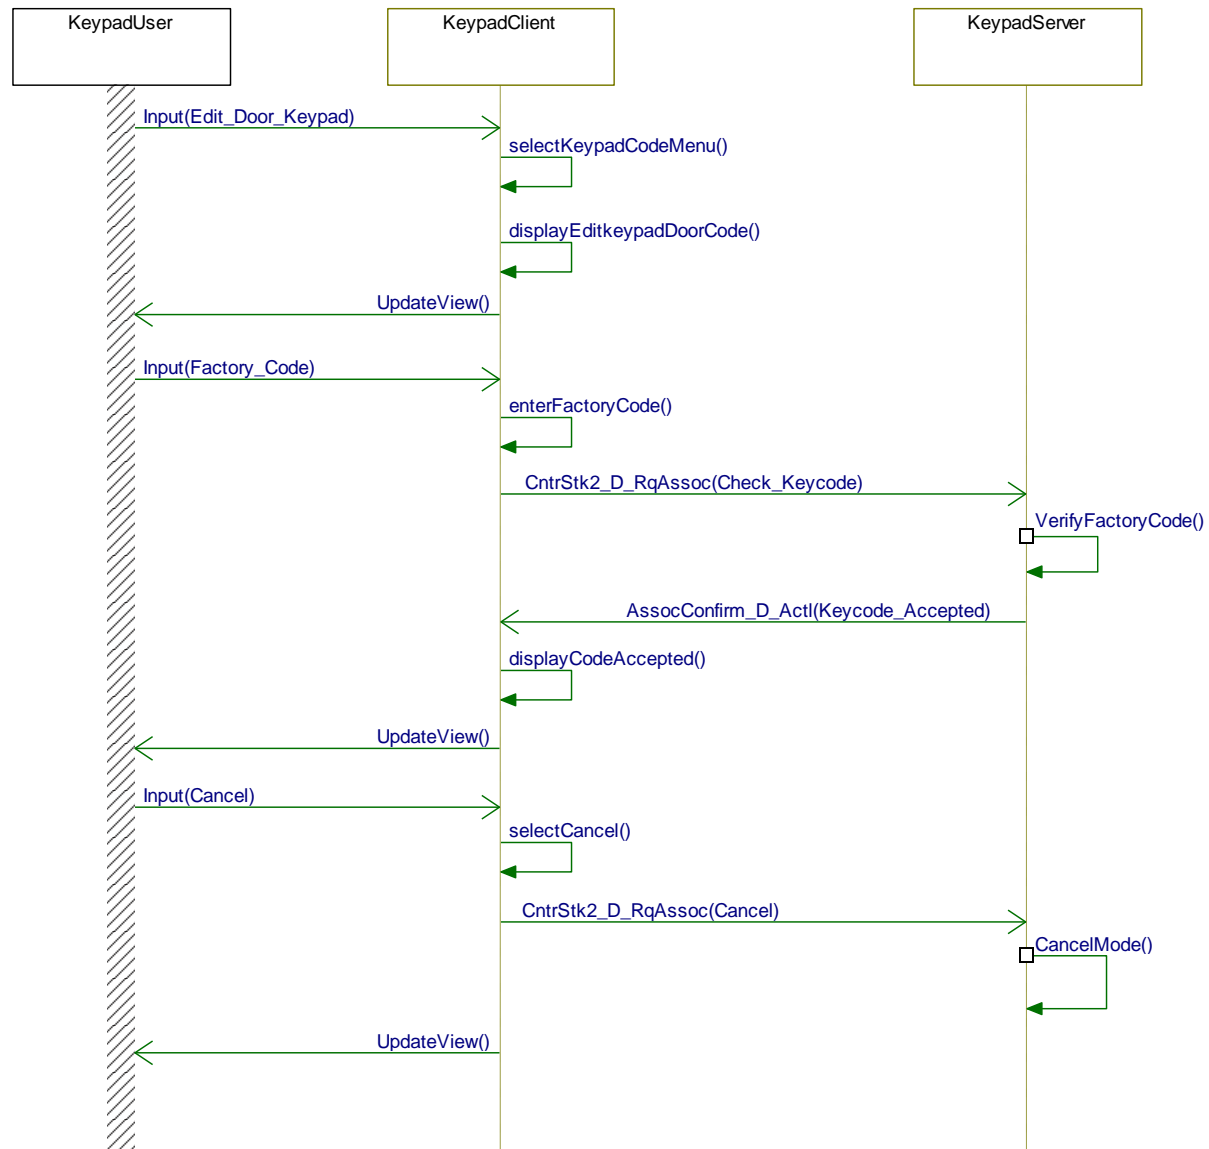 KeypadUser
KeypadClient
KeypadServer
Input(Edit_Door_Keypad)
selectKeypadCodeMenu()
displayEditkeypadDoorCode()
UpdateView()
Input(Factory_Code)
enterFactoryCode()
CntrStk2_D_RqAssoc(Check_Keycode)
VerifyFactoryCode()
AssocConfirm_D_Actl(Keycode_Accepted)
displayCodeAccepted()
UpdateView()
Input(Cancel)
selectCancel()
CntrStk2_D_RqAssoc(Cancel)
CancelMode()
UpdateView()